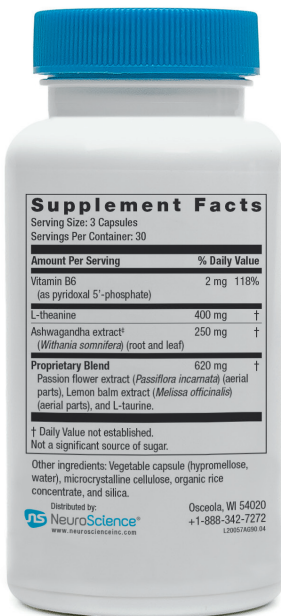 Supplement Facts
Serving Size: 3 Capsules
Servings Per Container: 30
Amount Per Serving % Daily Value
Vitamin B6 2 mg 118%
(as pyridoxal 5'-phosphate)
L-theanine 400 mg †
Ashwagandha extract‡ 250 mg †
(Withania somnifera) (root and leaf)
Proprietary Blend 620 mg †
Passion flower extract (Passiflora incarnata) (aerial
parts), Lemon balm extract (Melissa officinalis)
(aerial parts), and L-taurine.
† Daily Value not established.
Not a significant source of sugar.
Other ingredients: Vegetable capsule (hypromellose,
water), microcrystalline cellulose, organic rice
concentrate, and silica.
Distributed by:
ns NeuroScience®
www.neuroscienceinc.com
Osceola, WI 54020
+1-888-342-7272
L20057AG90.04